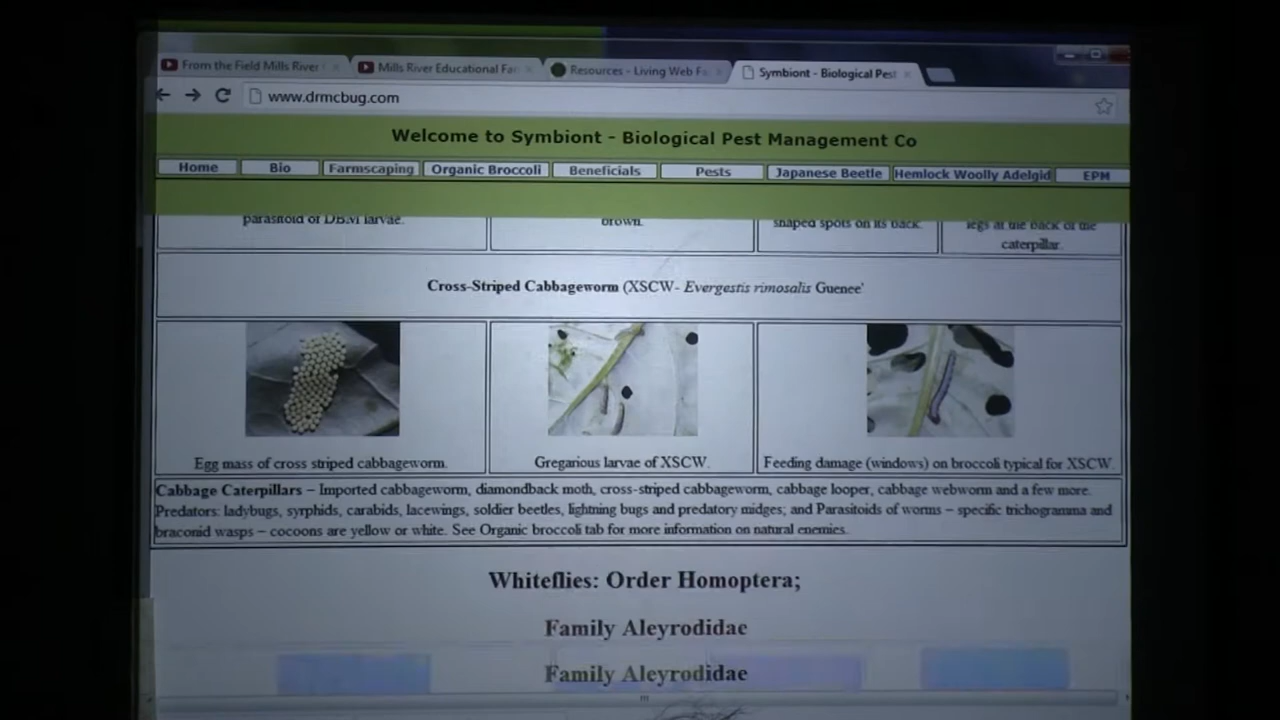 From the Field Mills River
Mills River Educational Fa
Resources - Living Web Fa
Symbiont - Biological Pest
www.drmcbug.com
Welcome to Symbiont - Biological Pest Management Co
Home
Bio
Farmscaping
Organic Broccoli
Beneficials
Pests
Japanese Beetle
Hemlock Woolly Adelgid
EPM
parasitoid of DBM larvae.
brown.
shaped spots on its back.
legs at the back of the
caterpillar.
Cross-Striped Cabbageworm (XSCW- Evergestis rimosalis Guenee'
Egg mass of cross striped cabbageworm.
Gregarious larvae of XSCW.
Feeding damage (windows) on broccoli typical for XSCW.
Cabbage Caterpillars – Imported cabbageworm, diamondback moth, cross-striped cabbageworm, cabbage looper, cabbage webworm and a few more.
Predators: ladybugs, syrphids, carabids, lacewings, soldier beetles, lightning bugs and predatory midges; and Parasitoids of worms – specific trichogramma and
braconid wasps – cocoons are yellow or white. See Organic broccoli tab for more information on natural enemies.
Whiteflies: Order Homoptera;
Family Aleyrodidae
Family Aleyrodidae